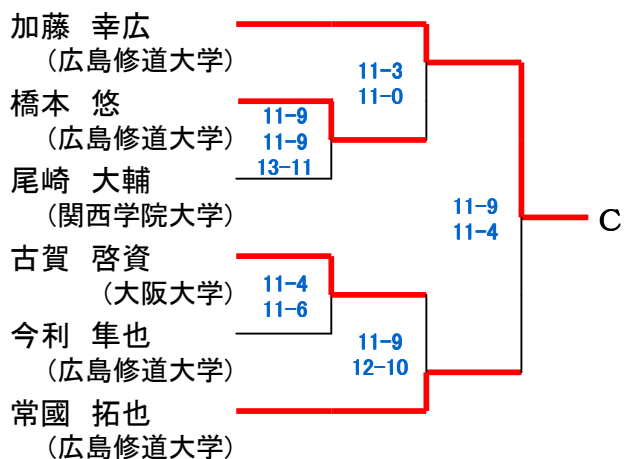 加藤 幸広
(広島修道大学)
橋本 悠
(広島修道大学)
尾崎 大輔
(関西学院大学)
古賀 啓資
(大阪大学)
今利 隼也
(広島修道大学)
常國 拓也
(広島修道大学)
11-3
11-0
11-9
11-9
13-11
11-4
11-6
11-9
12-10
11-9
11-4
C